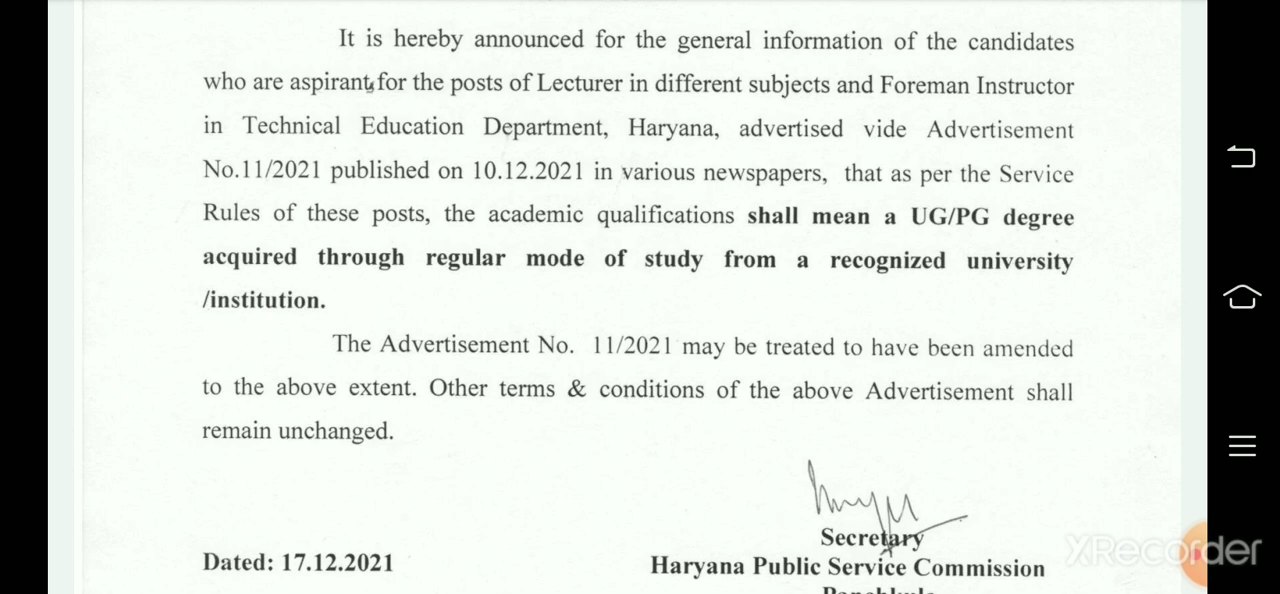 It is hereby announced for the general information of the candidates
who are aspirant for the posts of Lecturer in different subjects and Foreman Instructor
in Technical Education Department, Haryana, advertised vide Advertisement
No.11/2021 published on 10.12.2021 in various newspapers, that as per the Service
Rules of these posts, the academic qualifications shall mean a UG/PG degree
acquired through regular mode of study from a recognized university
/institution.
The Advertisement No. 11/2021 may be treated to have been amended
to the above extent. Other terms & conditions of the above Advertisement shall
remain unchanged.
Secretary
Dated: 17.12.2021
Haryana Public Service Commission
Panchkula
XRecorder